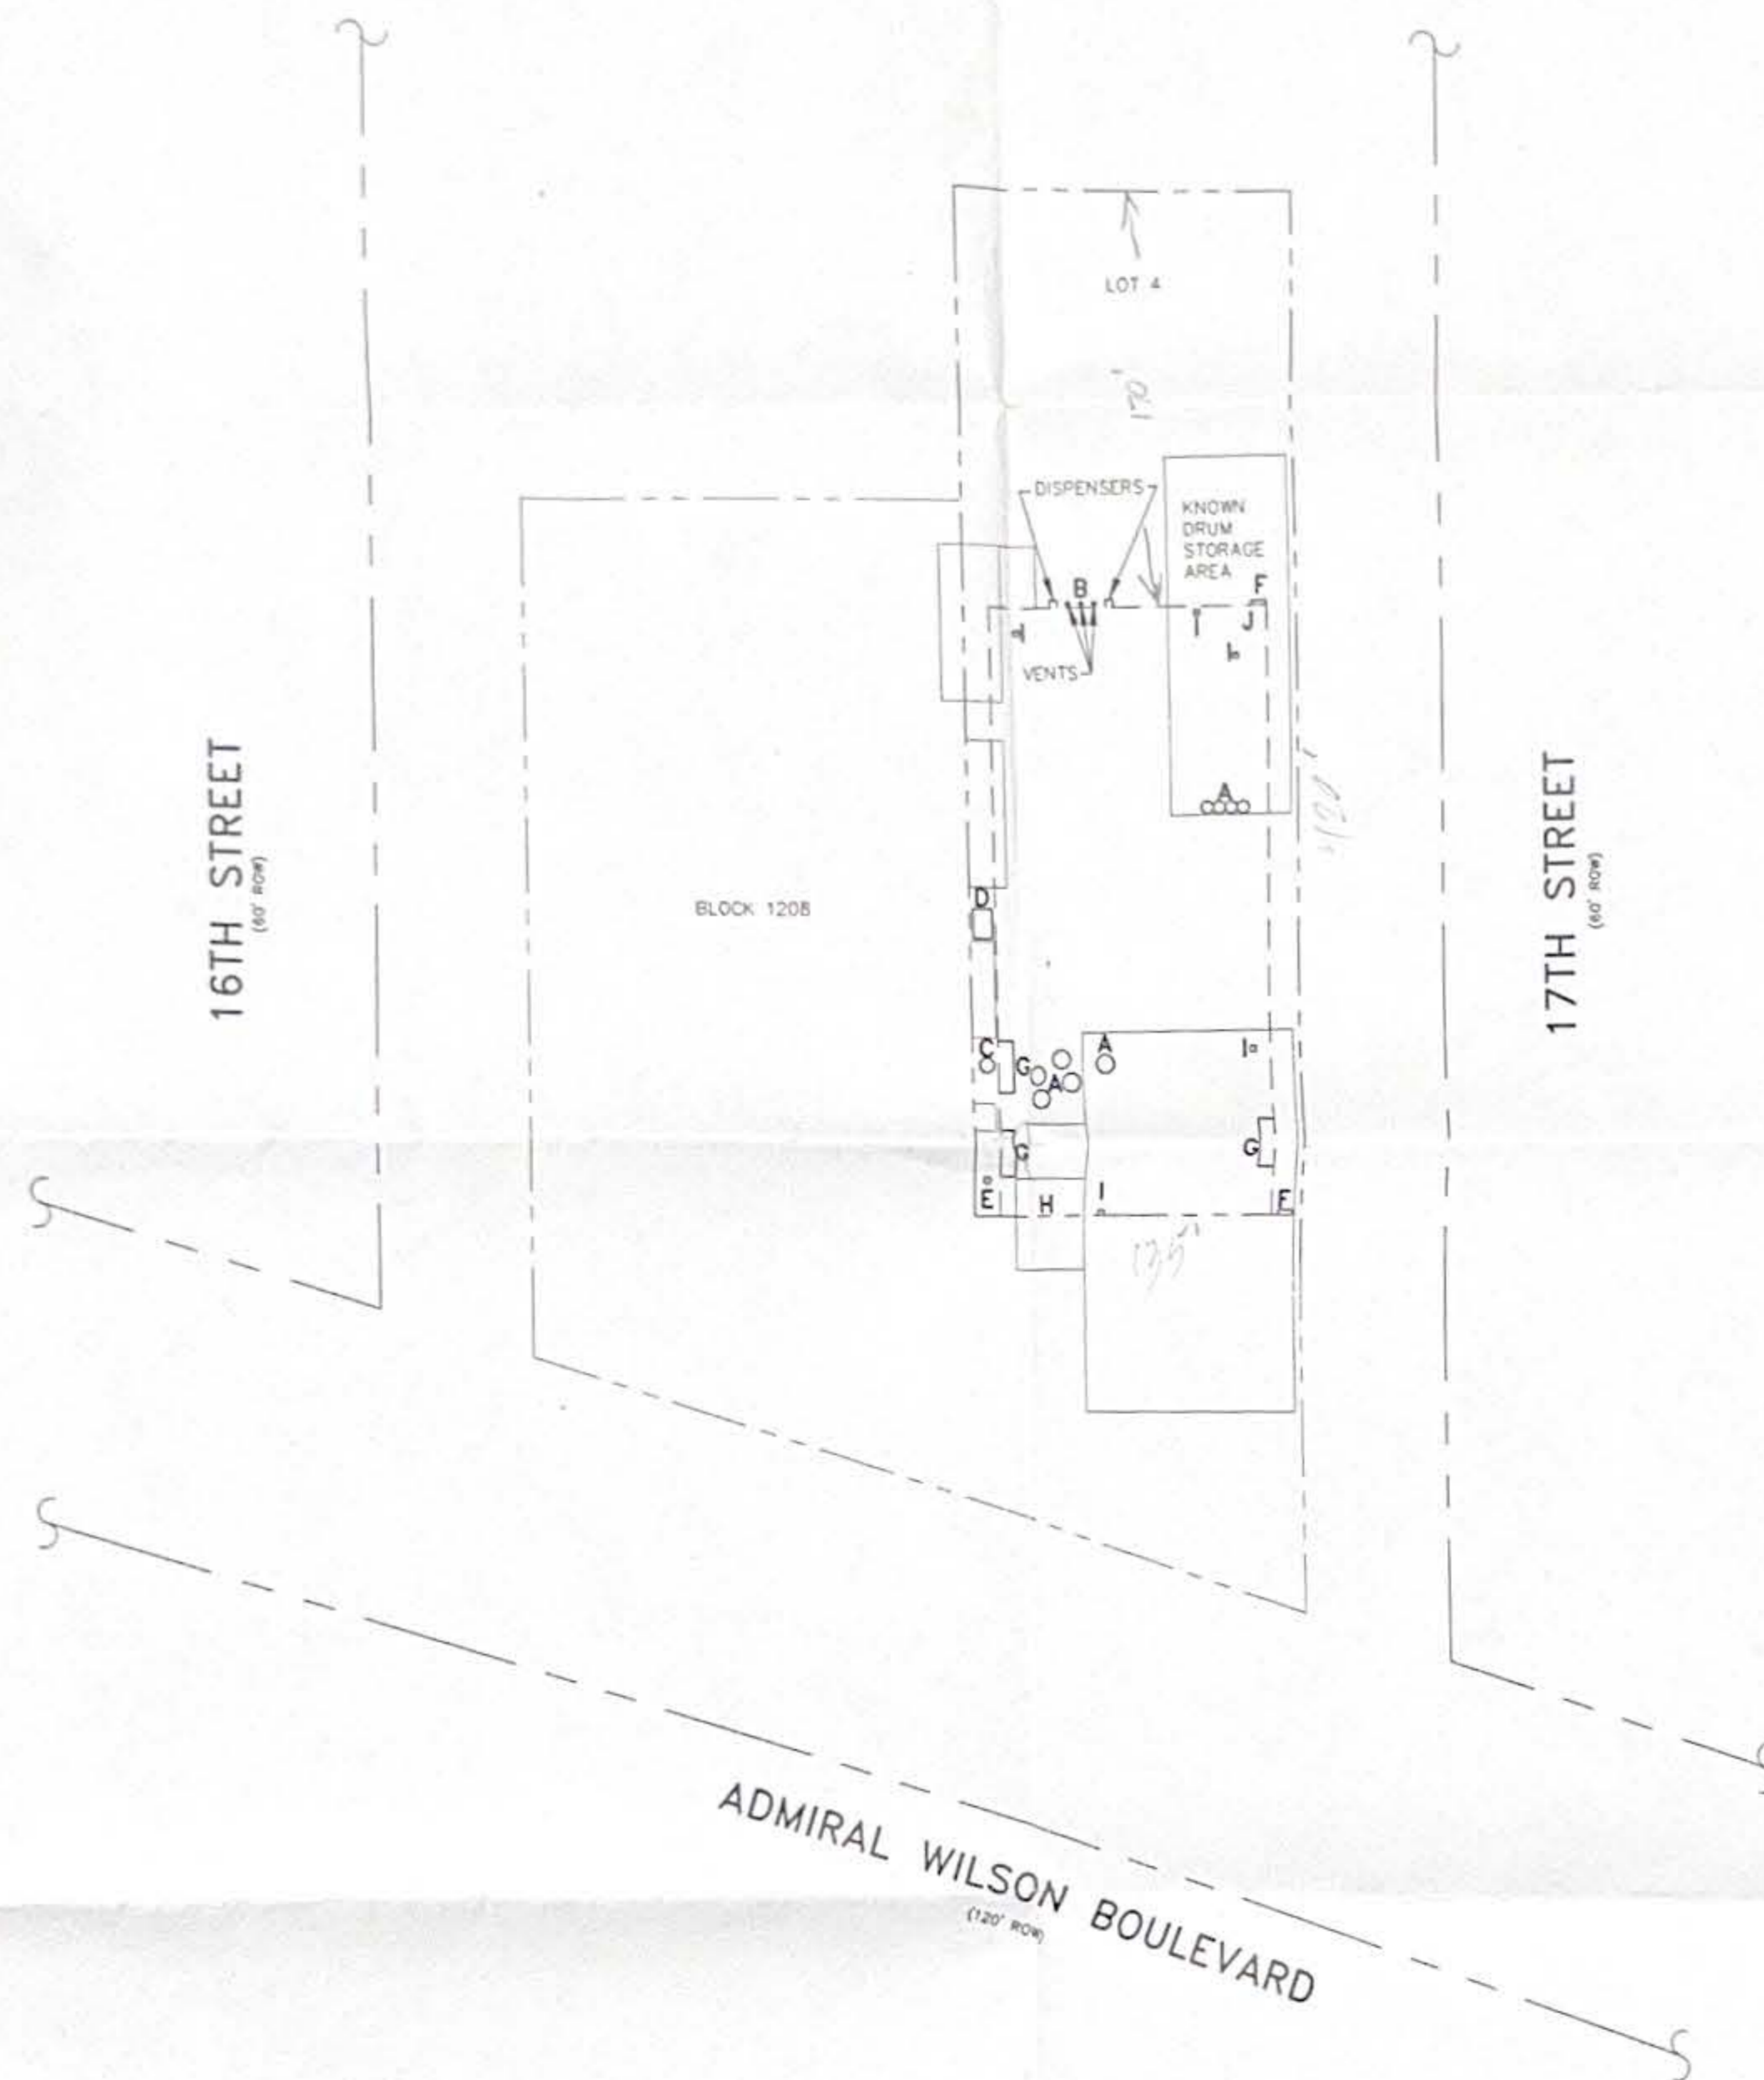 LOT 4
170'
DISPENSERS
KNOWN
DRUM
STORAGE
AREA
B
F
I
J
I
VENTS
16TH STREET
(60' ROW)
17TH STREET
(60' ROW)
A
BLOCK 1208
D
C
G
A
A
I
G
G
E
H
I
F
135'
ADMIRAL WILSON BOULEVARD
(120' ROW)